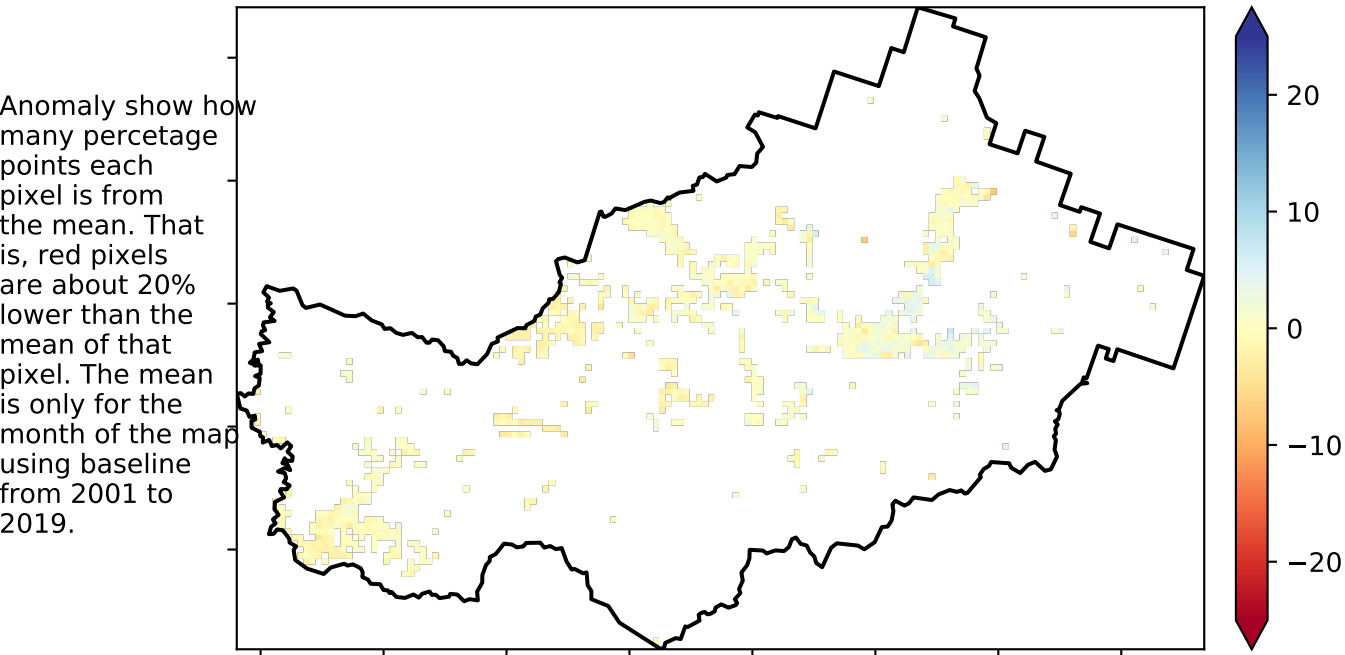 Anomaly show how
many percetage
points each
pixel is from
the mean. That
is, red pixels
are about 20%
lower than the
mean of that
pixel. The mean
is only for the
month of the map
using baseline
from 2001 to
2019.
20
10
0
−10
−20